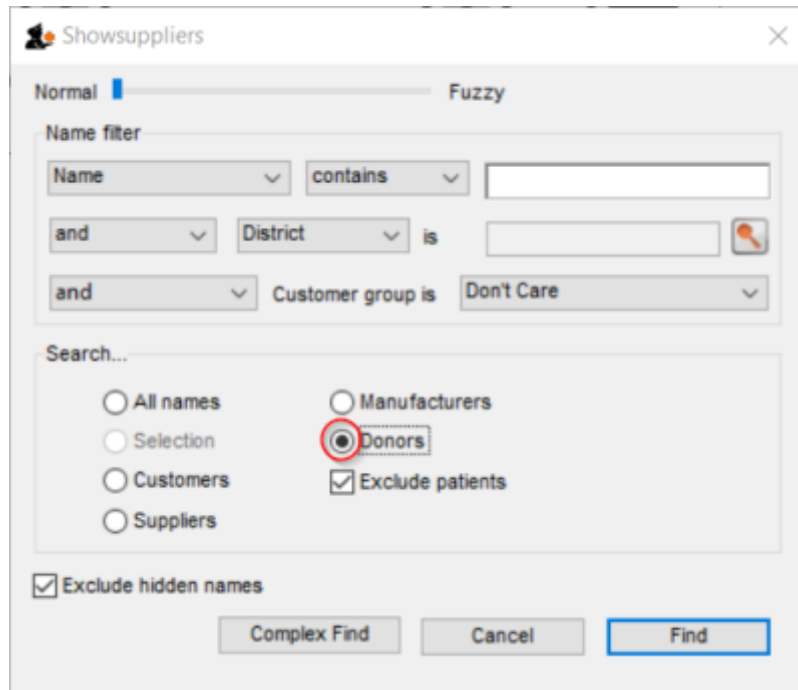 Showsuppliers
Normal Fuzzy
Name filter
Name contains
and District is
and Customer group is Don't Care
Search...
All names Manufacturers
Selection Donors
Customers Exclude patients
Suppliers
Exclude hidden names
Complex Find Cancel Find